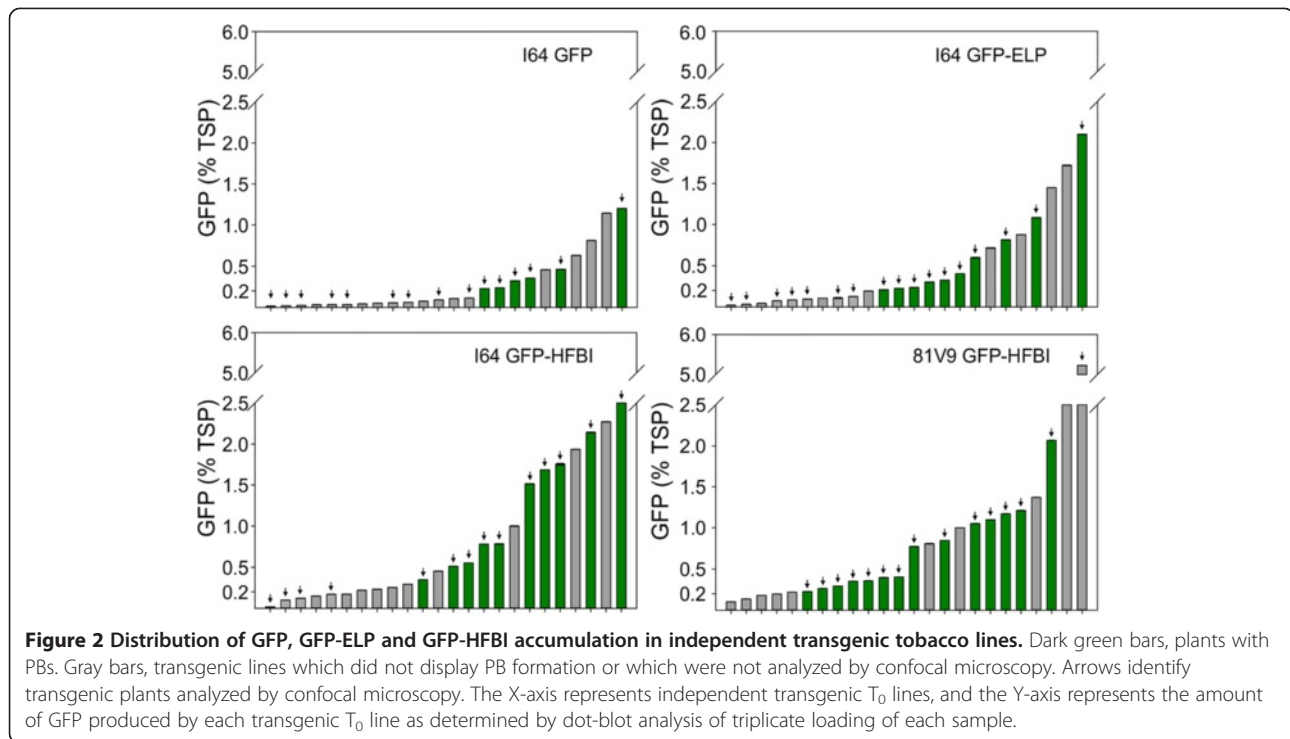 6.0
I64 GFP
5.0
2.5
2.0
1.5
1.0
0.5
0.2
GFP (% TSP)
6.0
I64 GFP-ELP
5.0
2.5
2.0
1.5
1.0
0.5
0.2
GFP (% TSP)
6.0
I64 GFP-HFBI
5.0
2.5
2.0
1.5
1.0
0.5
0.2
GFP (% TSP)
6.0
81V9 GFP-HFBI
5.0
2.5
2.0
1.5
1.0
0.5
0.2
GFP (% TSP)
Figure 2 Distribution of GFP, GFP-ELP and GFP-HFBI accumulation in independent transgenic tobacco lines. Dark green bars, plants with
PBs. Gray bars, transgenic lines which did not display PB formation or which were not analyzed by confocal microscopy. Arrows identify
transgenic plants analyzed by confocal microscopy. The X-axis represents independent transgenic T0 lines, and the Y-axis represents the amount
of GFP produced by each transgenic T0 line as determined by dot-blot analysis of triplicate loading of each sample.